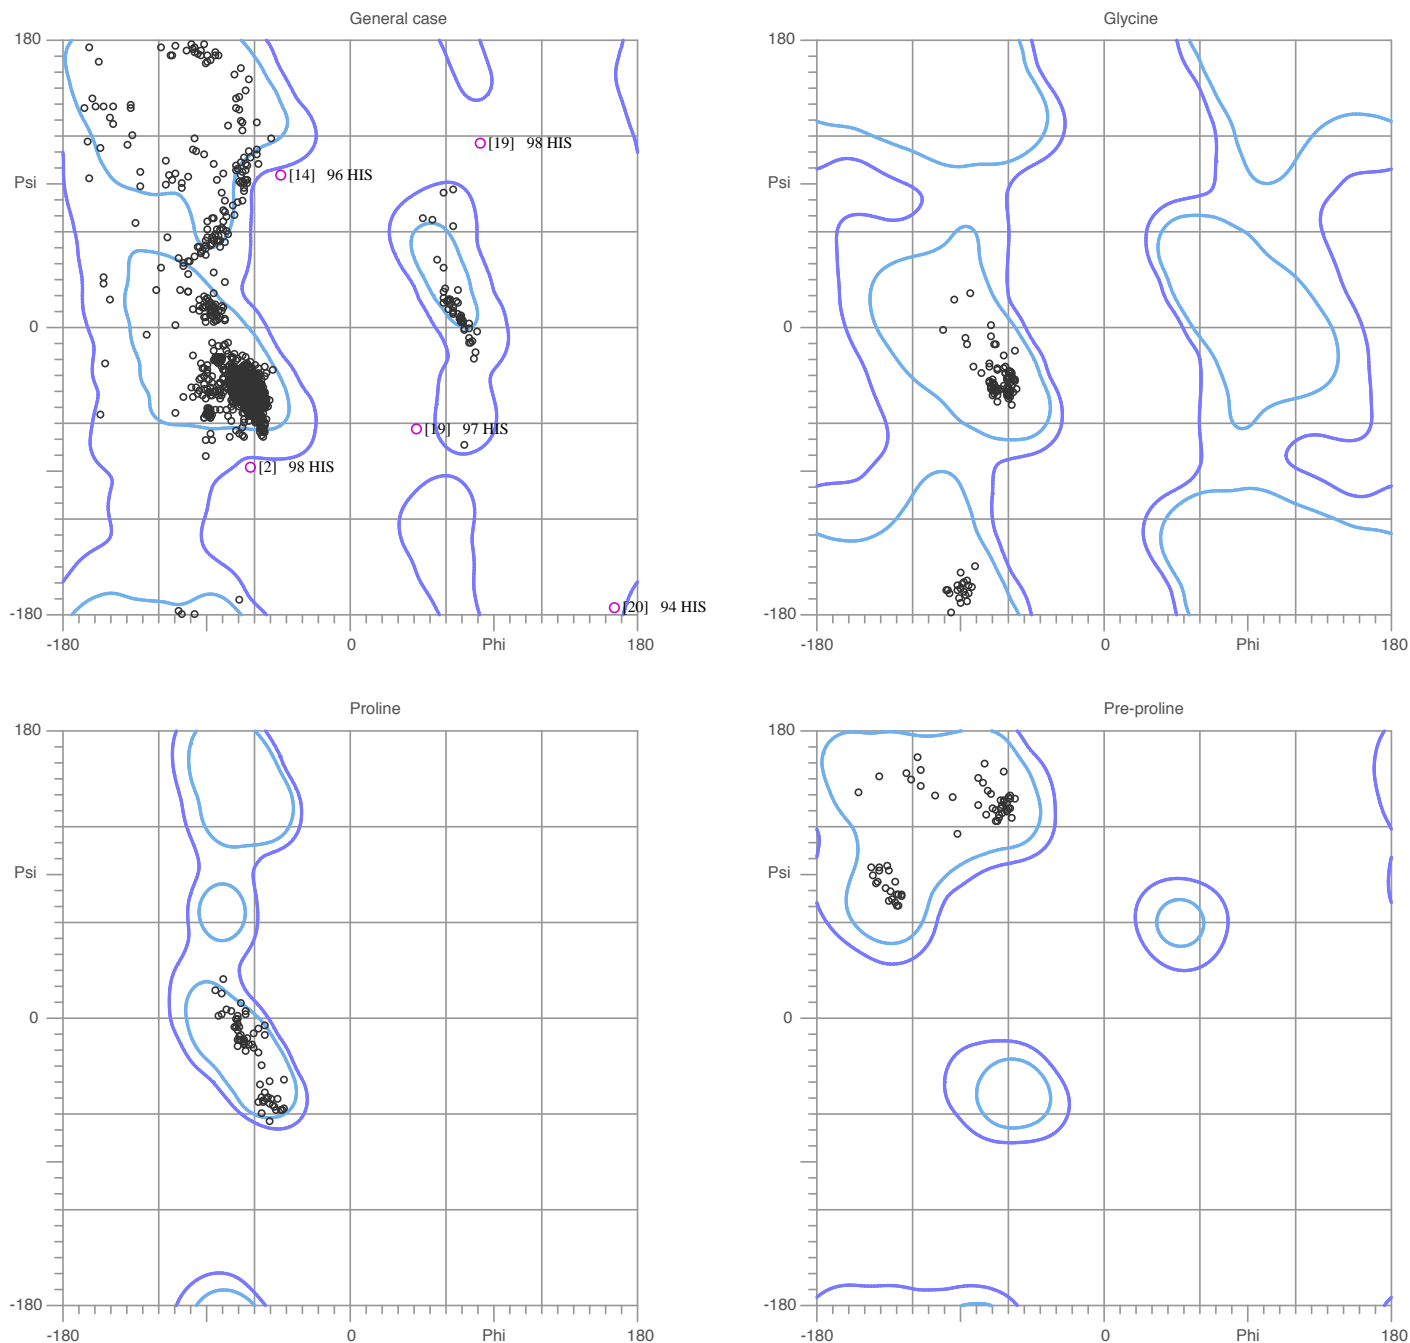 General case
Glycine
180
180
[19] 98 HIS
[14] 96 HIS
Psi
Psi
0
0
[19] 97 HIS
[2] 98 HIS
[20] 94 HIS
-180
-180
-180 0 Phi 180
-180 0 Phi 180
Proline
Pre-proline
180
180
Psi
Psi
0
0
-180
-180
-180 0 Phi 180
-180 0 Phi 180